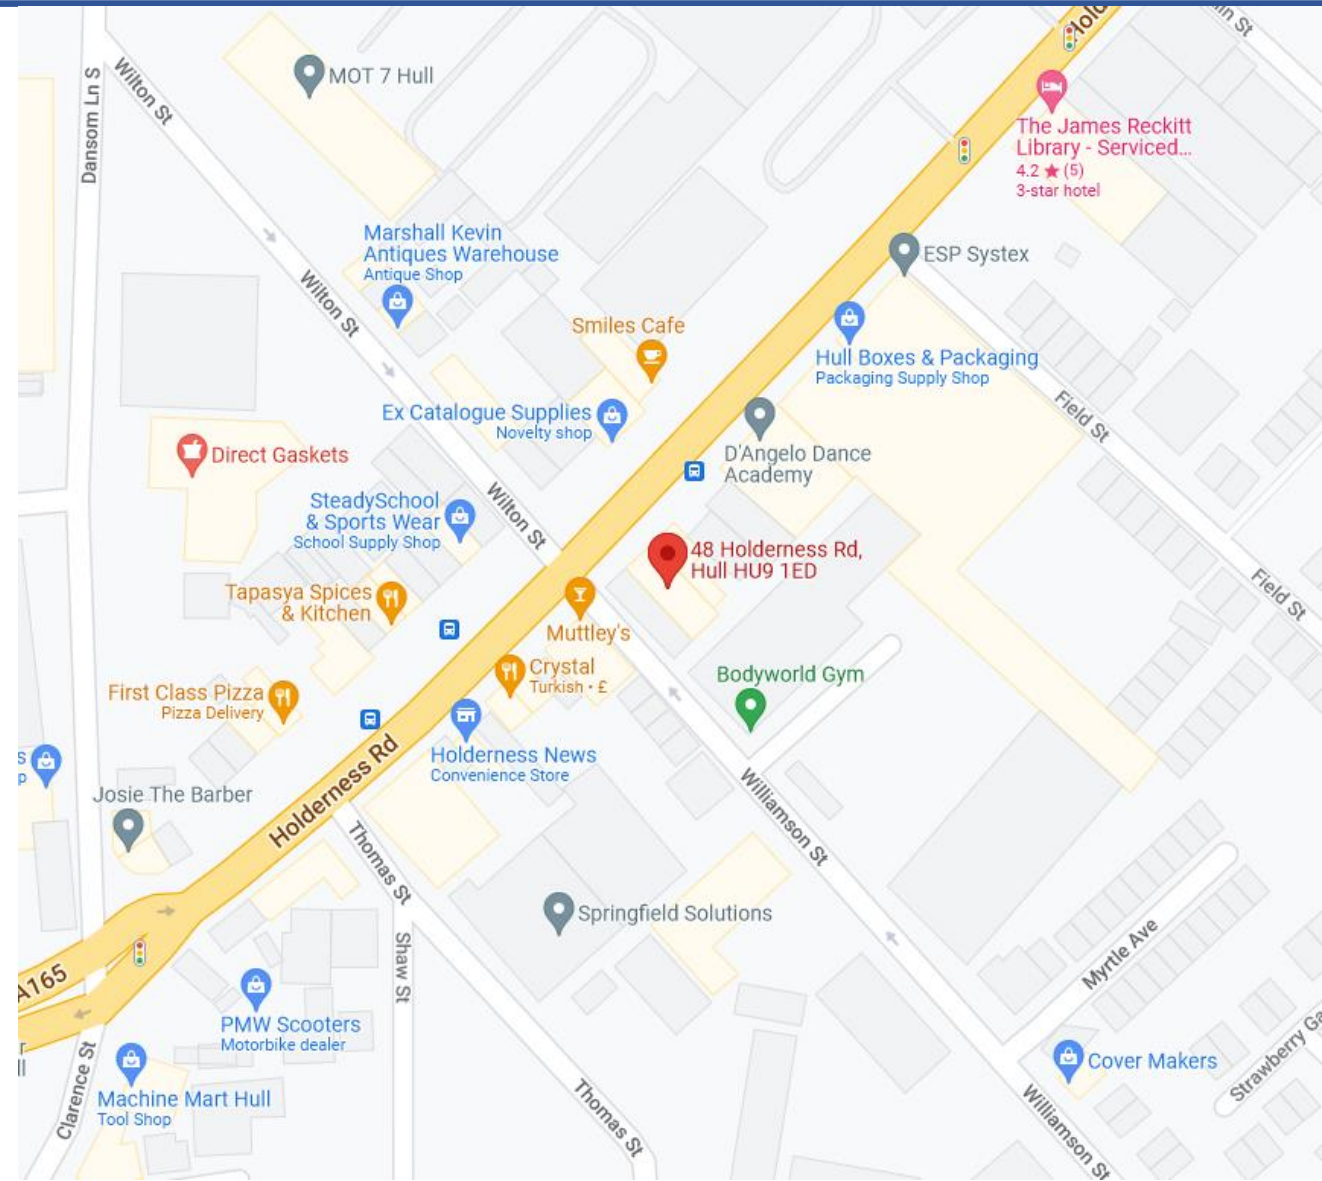 Hold
lin St
MOT 7 Hull
Wilton St
Dansom Ln S
The James Reckitt
Library - Serviced...
4.2 ★ (5)
3-star hotel
Marshall Kevin
Antiques Warehouse
Antique Shop
ESP Systex
Wilton St
Smiles Cafe
Hull Boxes & Packaging
Packaging Supply Shop
Ex Catalogue Supplies
Novelty shop
Field St
Direct Gaskets
D'Angelo Dance
Academy
SteadySchool
& Sports Wear
School Supply Shop
Wilton St
48 Holderness Rd,
Hull HU9 1ED
Tapasya Spices
& Kitchen
Field St
Muttley's
Crystal
Turkish • £
Bodyworld Gym
First Class Pizza
Pizza Delivery
Holderness News
Convenience Store
s
p
Josie The Barber
Holderness Rd
Williamson St
Thomas St
Springfield Solutions
Shaw St
Myrtle Ave
A165
PMW Scooters
Motorbike dealer
Cover Makers
Strawberry Ga
Clarence St
Machine Mart Hull
Tool Shop
Thomas St
Williamson St